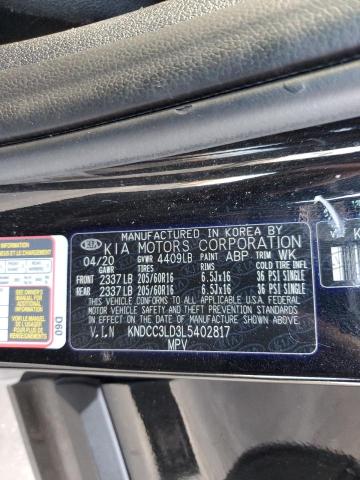 MANUFACTURED IN KOREA BY
KIA KIA MOTORS CORPORATION
04/20 GVWR 4409LB PAINT ABP TRIM WK
GAWR TIRES RIMS COLD TIRE INFL
FRONT 2337LB 205/60R16 6.5Jx16 36 PSI SINGLE
REAR 2337LB 205/60R16 6.5Jx16 36 PSI SINGLE
THIS VEHICLE CONFORMS TO ALL APPLICABLE U.S.A. FEDERAL
MOTOR VEHICLE SAFETY AND THEFT PREVENTION STANDARDS
IN EFFECT ON THE DATE OF MANUFACTURE SHOWN ABOVE.
V.I.N KNDCC3LD3L5402817
MPV
INFORMATION
D60